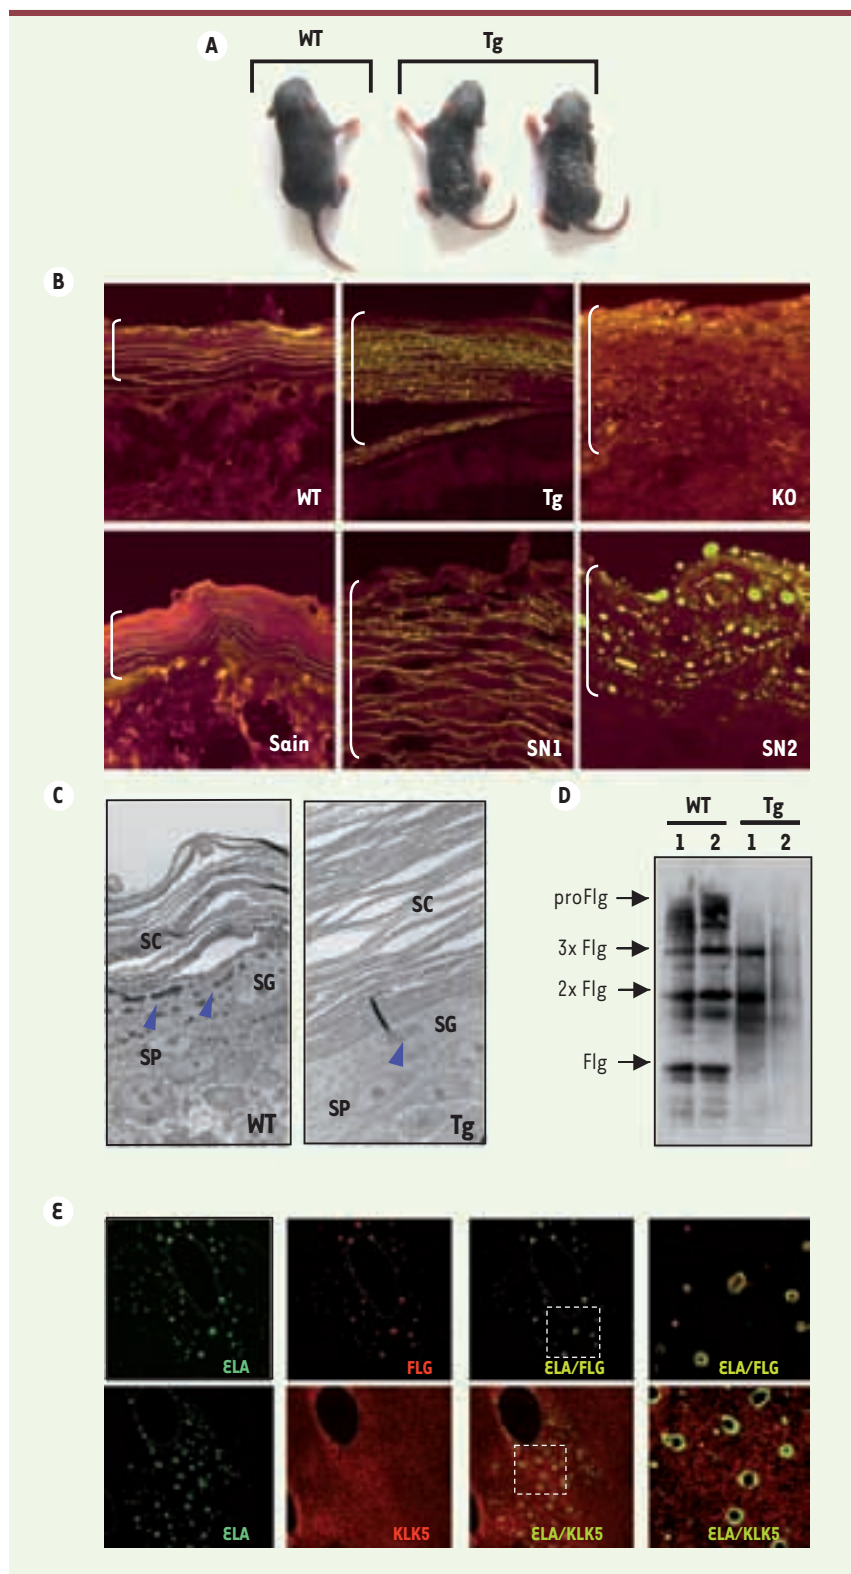 A
WT Tg
B
WT Tg KO
Sain SN1 SN2
C
SC
SG
SP
WT
SC
SG
SP
Tg
D
WT Tg
1 2 1 2
proFlg
3x Flg
2x Flg
Flg
E
ELA FLG ELA/FLG ELA/FLG
ELA KLK5 ELA/KLK5 ELA/KLK5